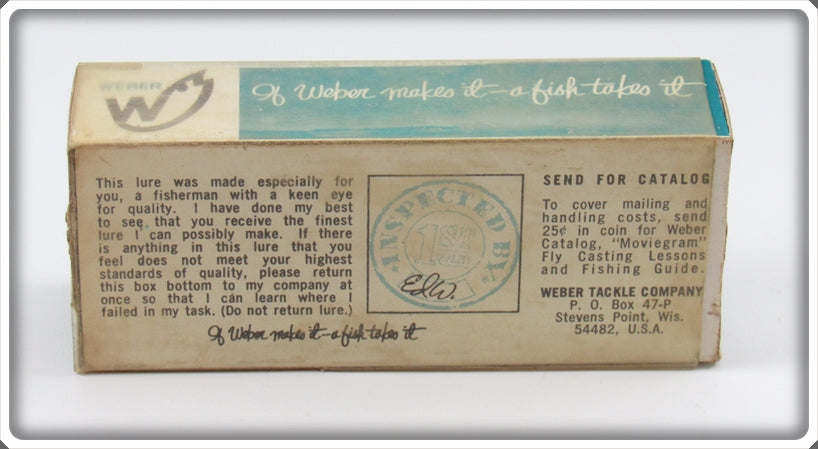 WEBER
W
If Weber makes it—a fish takes it
This lure was made especially for
you, a fisherman with a keen eye
for quality. I have done my best
to see that you receive the finest
lure I can possibly make. If there
is anything in this lure that you
feel does not meet your highest
standards of quality, please return
this box bottom to my company at
once so that I can learn where I
failed in my task. (Do not return lure.)
If Weber makes it—a fish takes it
INSPECTED BY
1ST
QUALITY
Ed W.
SEND FOR CATALOG
To cover mailing and
handling costs, send
25¢ in coin for Weber
Catalog, "Moviegram"
Fly Casting Lessons
and Fishing Guide.
WEBER TACKLE COMPANY
P. O. Box 47-P
Stevens Point, Wis.
54482, U.S.A.